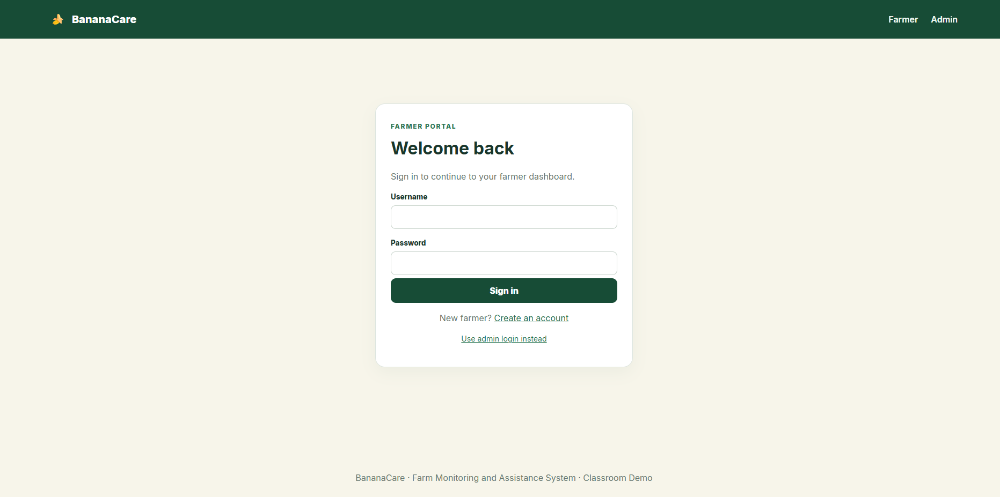 BananaCare
Farmer Admin
FARMER PORTAL
Welcome back
Sign in to continue to your farmer dashboard.
Username
Password
Sign in
New farmer? Create an account
Use admin login instead
BananaCare · Farm Monitoring and Assistance System · Classroom Demo